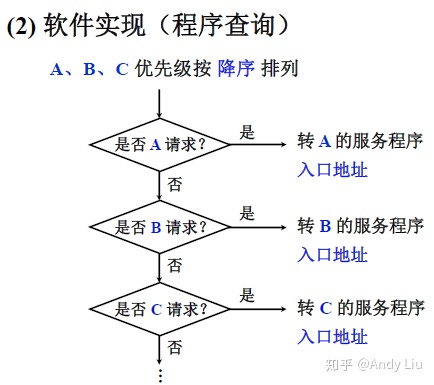 (2) 软件实现（程序查询）
A、B、C 优先级按 降序 排列
是否 A 请求？
是
转 A 的服务程序
入口地址
否
是否 B 请求？
是
转 B 的服务程序
入口地址
否
是否 C 请求？
是
转 C 的服务程序
入口地址
否
⋮
知乎 @Andy Liu